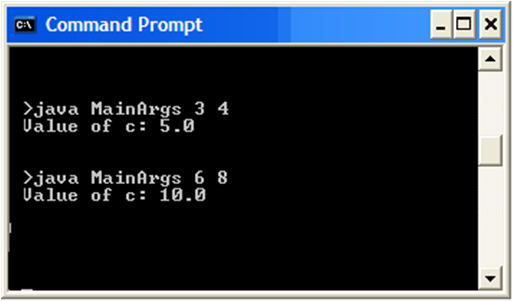 C:\ Command Prompt
>java MainArgs 3 4
Value of c: 5.0
>java MainArgs 6 8
Value of c: 10.0